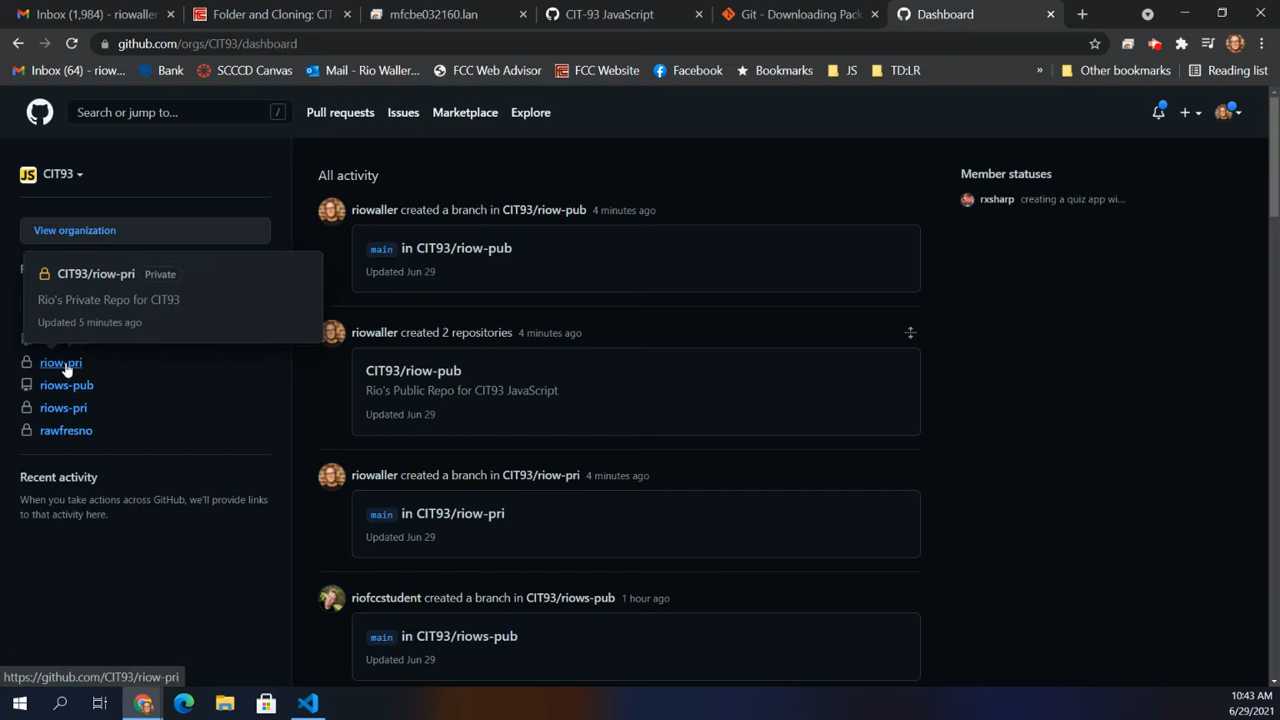 Inbox (1,984) - riowaller
Folder and Cloning: CIT
mfcbe032160.lan
CIT-93 JavaScript
Git - Downloading Pack
Dashboard
github.com/orgs/CIT93/dashboard
Inbox (64) - riow...
Bank
SCCCD Canvas
Mail - Rio Waller...
FCC Web Advisor
FCC Website
Facebook
Bookmarks
JS
TD:LR
»
Other bookmarks
Reading list
Search or jump to...
/
Pull requests
Issues
Marketplace
Explore
JS CIT93
View organization
CIT93/riow-pri Private
Rio's Private Repo for CIT93
Updated 5 minutes ago
riow-pri
riows-pub
riows-pri
rawfresno
Recent activity
When you take actions across GitHub, we'll provide links
to that activity here.
All activity
riowaller created a branch in CIT93/riow-pub 4 minutes ago
main in CIT93/riow-pub
Updated Jun 29
riowaller created 2 repositories 4 minutes ago
CIT93/riow-pub
Rio's Public Repo for CIT93 JavaScript
Updated Jun 29
riowaller created a branch in CIT93/riow-pri 4 minutes ago
main in CIT93/riow-pri
Updated Jun 29
riofccstudent created a branch in CIT93/riows-pub 1 hour ago
main in CIT93/riows-pub
Updated Jun 29
Member statuses
rxsharp creating a quiz app wi...
https://github.com/CIT93/riow-pri
10:43 AM
6/29/2021